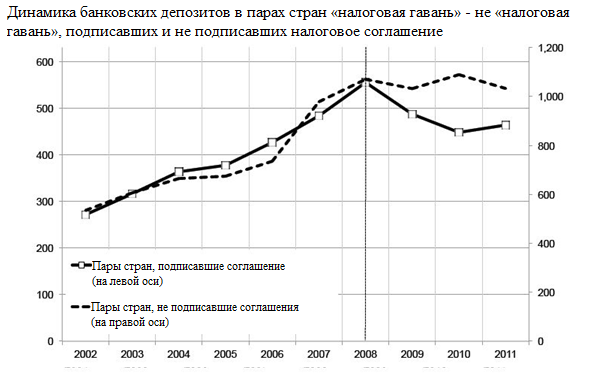 Динамика банковских депозитов в парах стран «налоговая гавань» - не «налоговая
гавань», подписавших и не подписавших налоговое соглашение
600
500
400
300
200
100
0
1,200
1,000
800
600
400
200
0
Пары стран, подписавшие соглашение
(на левой оси)
Пары стран, не подписавшие соглашения
(на правой оси)
2002 2003 2004 2005 2006 2007 2008 2009 2010 2011